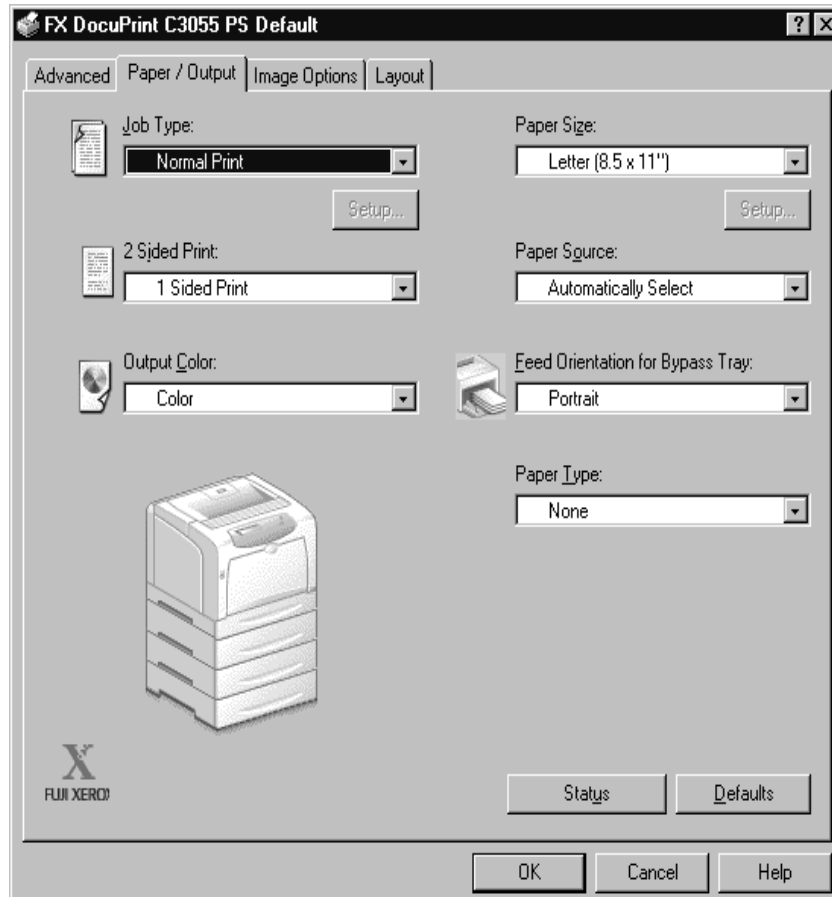 FX DocuPrint C3055 PS Default
Advanced
Paper / Output
Image Options
Layout
Job Type:
Normal Print
Setup...
2 Sided Print:
1 Sided Print
Output Color:
Color
Paper Size:
Letter (8.5 x 11")
Setup...
Paper Source:
Automatically Select
Feed Orientation for Bypass Tray:
Portrait
Paper Type:
None
X
FUJI XEROX
Status
Defaults
OK
Cancel
Help